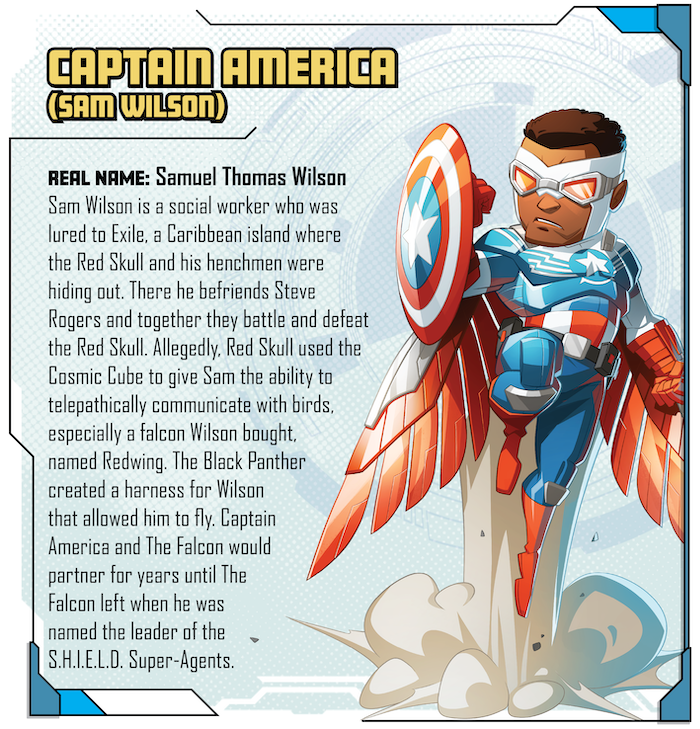 CAPTAIN AMERICA
(SAM WILSON)
REAL NAME: Samuel Thomas Wilson
Sam Wilson is a social worker who was
lured to Exile, a Caribbean island where
the Red Skull and his henchmen were
hiding out. There he befriends Steve
Rogers and together they battle and defeat
the Red Skull. Allegedly, Red Skull used the
Cosmic Cube to give Sam the ability to
telepathically communicate with birds,
especially a falcon Wilson bought,
named Redwing. The Black Panther
created a harness for Wilson
that allowed him to fly. Captain
America and The Falcon would
partner for years until The
Falcon left when he was
named the leader of the
S.H.I.E.L.D. Super-Agents.